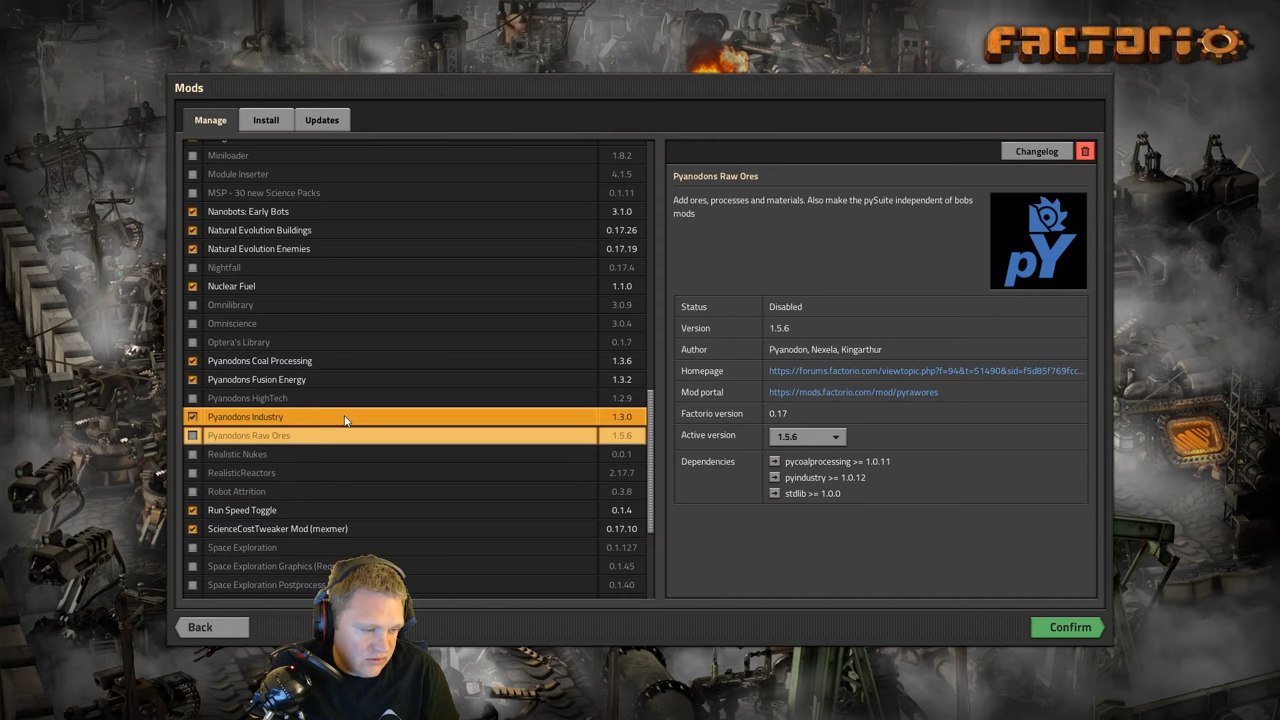 FACTORIO
Mods
Manage Install Updates
Miniloader 1.8.2
Module Inserter 4.1.5
MSP - 30 new Science Packs 0.1.11
Nanobots: Early Bots 3.1.0
Natural Evolution Buildings 0.17.26
Natural Evolution Enemies 0.17.19
Nightfall 0.17.4
Nuclear Fuel 1.1.0
Omnilibrary 3.0.9
Omniscience 3.0.4
Optera's Library 0.1.7
Pyanodons Coal Processing 1.3.6
Pyanodons Fusion Energy 1.3.2
Pyanodons HighTech 1.2.9
Pyanodons Industry 1.3.0
Pyanodons Raw Ores 1.5.6
Realistic Nukes 0.0.1
RealisticReactors 2.17.7
Robot Attrition 0.3.8
Run Speed Toggle 0.1.4
ScienceCostTweaker Mod (mexmer) 0.17.10
Space Exploration 0.1.127
Space Exploration Graphics (Req 0.1.45
Space Exploration Postprocess 0.1.40
Changelog
Pyanodons Raw Ores
Add ores, processes and materials. Also make the pySuite independent of bobs
mods
pY
Status Disabled
Version 1.5.6
Author Pyanodon, Nexela, Kingarthur
Homepage https://forums.factorio.com/viewtopic.php?f=94&t=51490&sid=f5d85f769fcc...
Mod portal https://mods.factorio.com/mod/pyrawores
Factorio version 0.17
Active version 1.5.6
Dependencies pycoalprocessing >= 1.0.11
pyindustry >= 1.0.12
stdlib >= 1.0.0
Back
Confirm